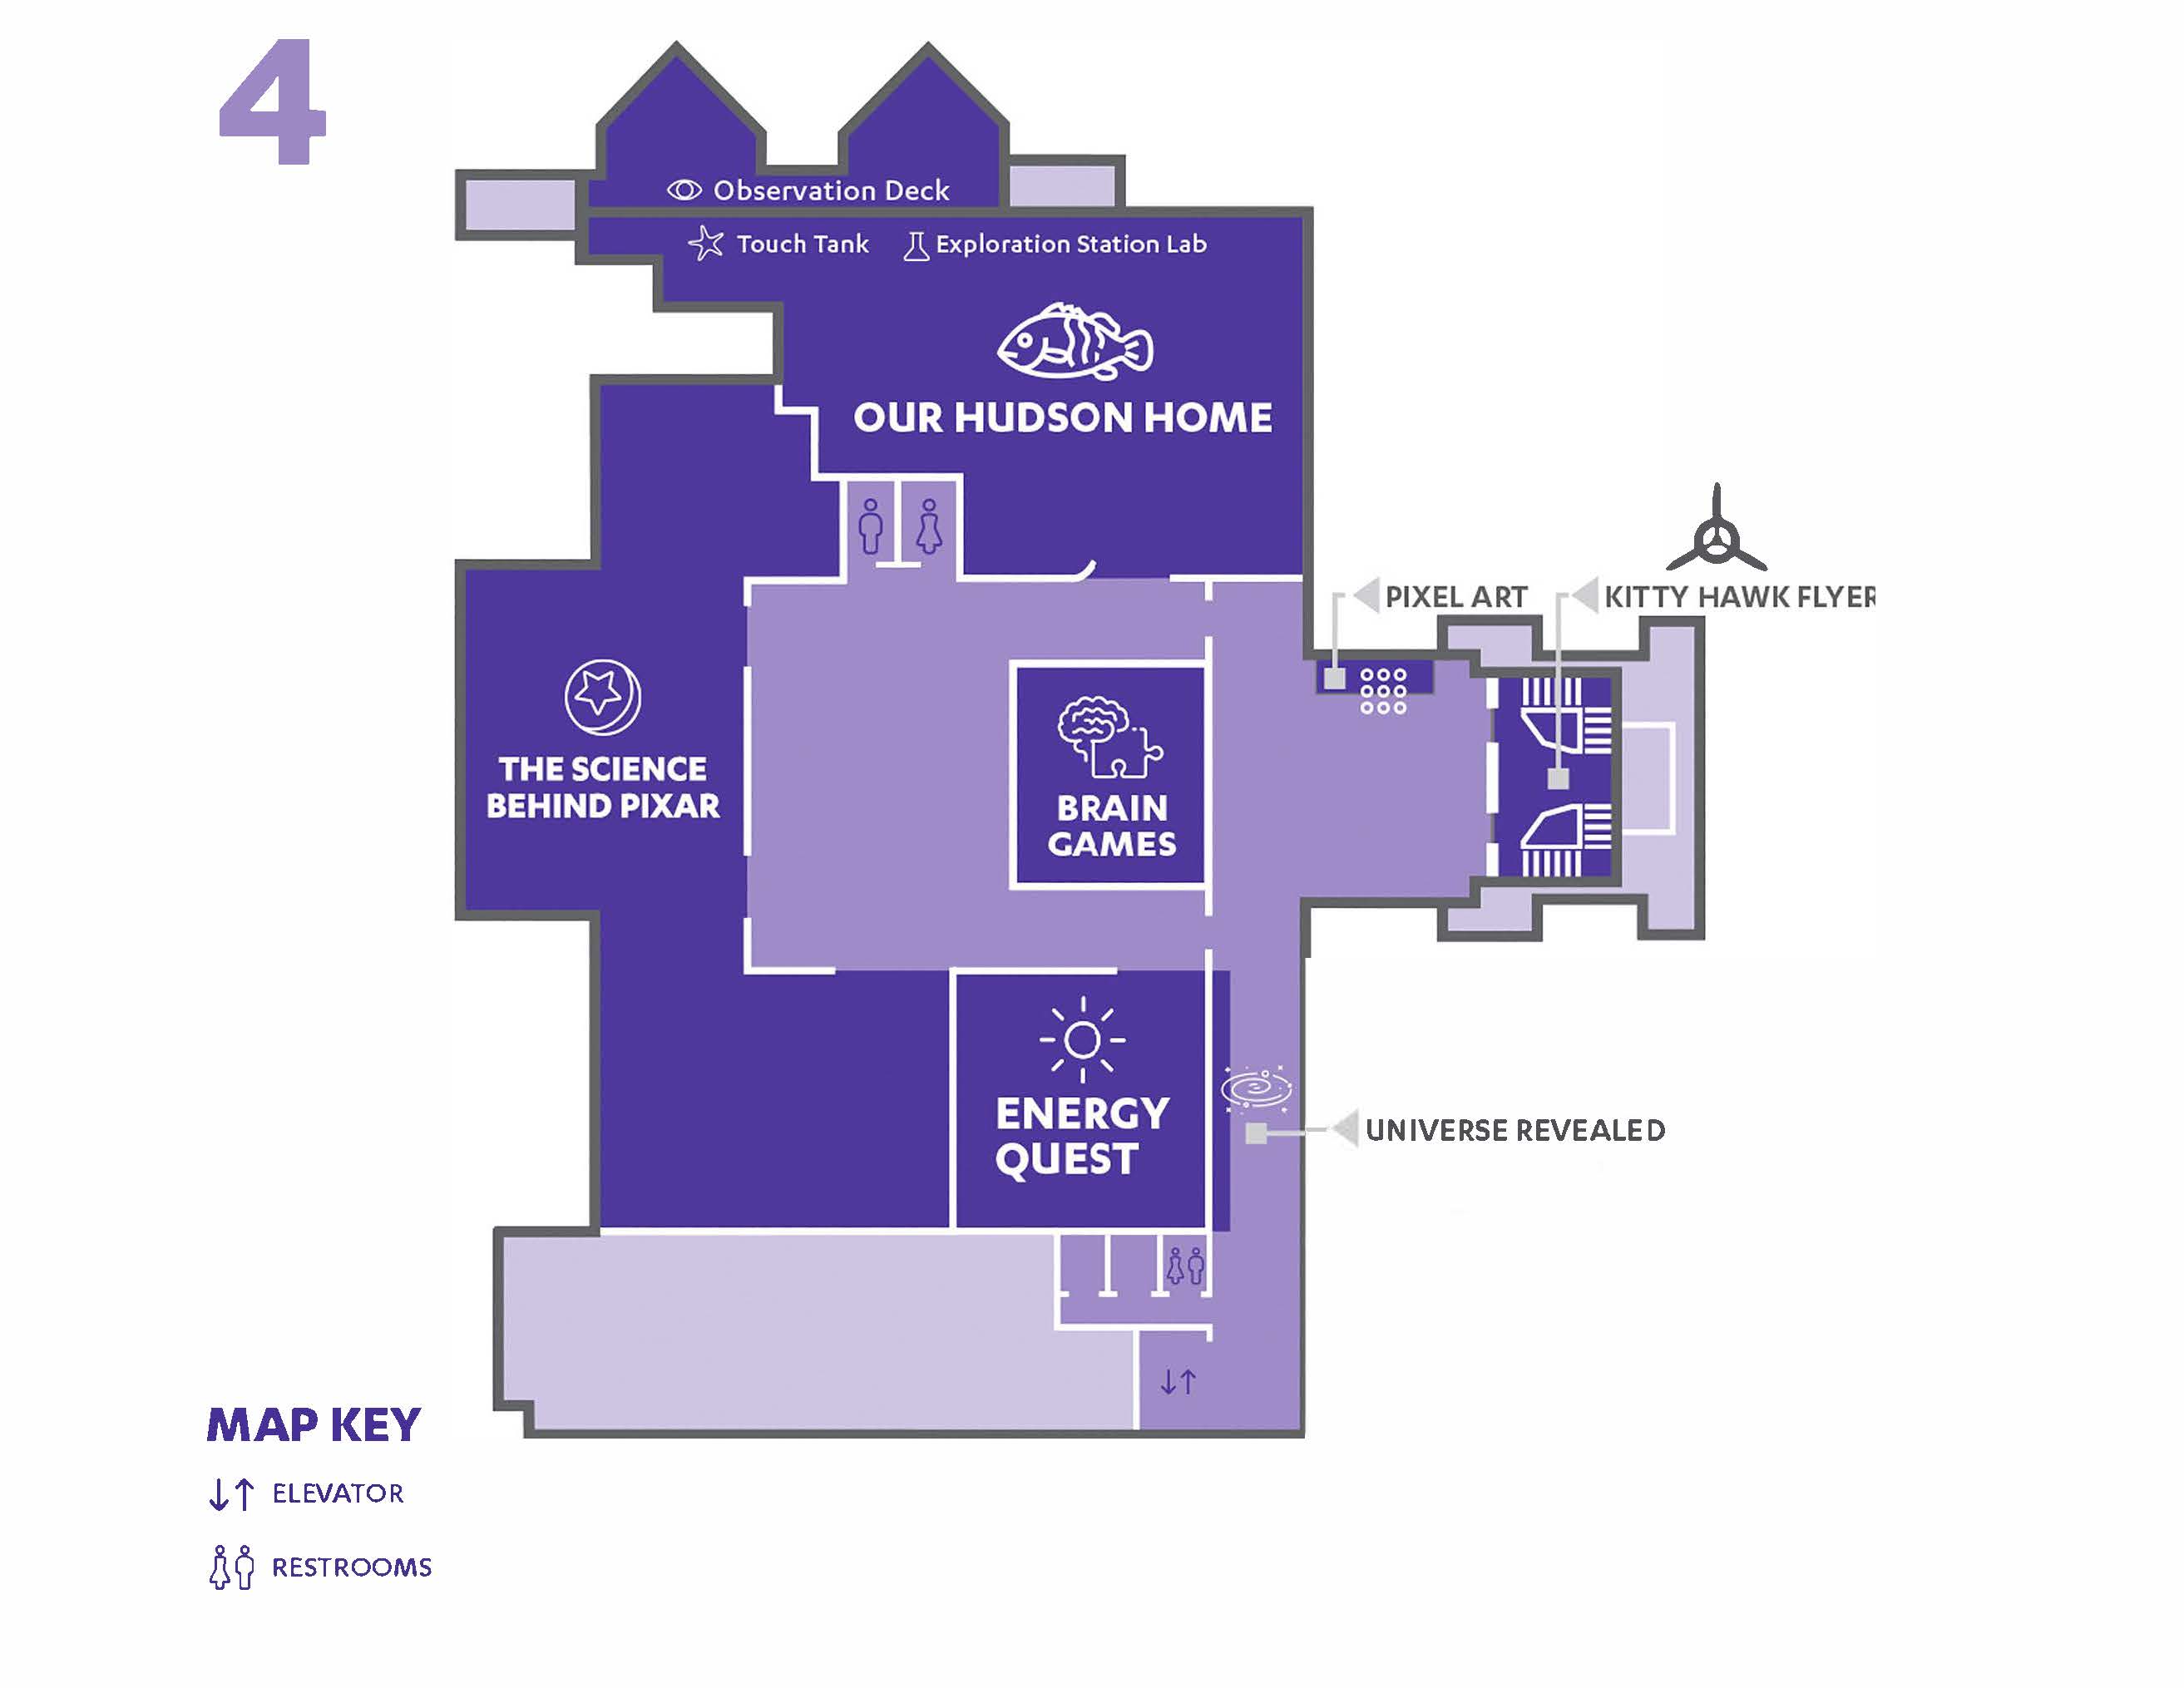 4
Observation Deck
Touch Tank
Exploration Station Lab
OUR HUDSON HOME
PIXEL ART
KITTY HAWK FLYER
THE SCIENCE
BEHIND PIXAR
BRAIN
GAMES
ENERGY
QUEST
UNIVERSE REVEALED
MAP KEY
ELEVATOR
RESTROOMS